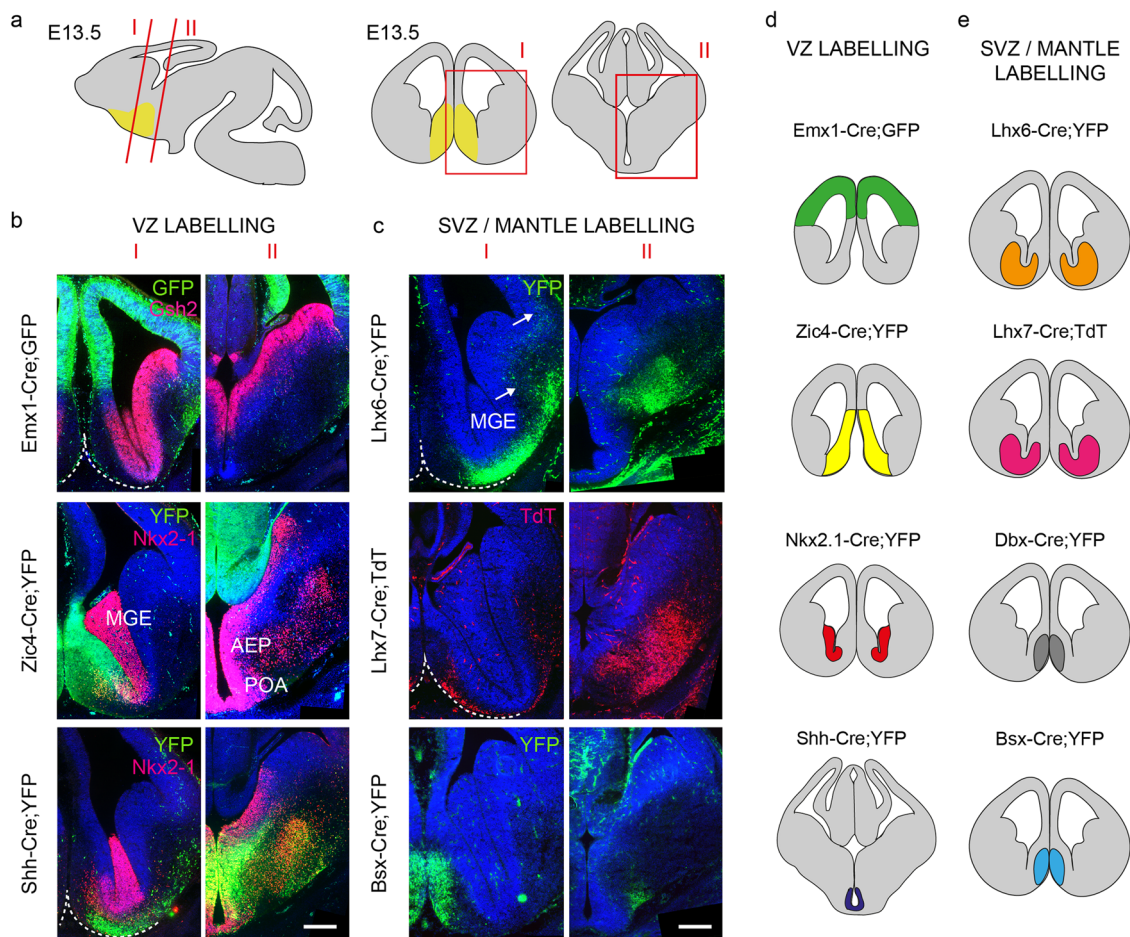 a
E13.5
I
II
E13.5
I
II
b
VZ LABELLING
I
II
Emx1-Cre;GFP
GFP
Gsh2
Zic4-Cre;YFP
YFP
Nkx2-1
MGE
AEP
POA
Shh-Cre;YFP
YFP
Nkx2-1
c
SVZ / MANTLE LABELLING
I
II
Lhx6-Cre;YFP
YFP
MGE
Lhx7-Cre;TdT
TdT
Bsx-Cre;YFP
YFP
d
VZ LABELLING
Emx1-Cre;GFP
Zic4-Cre;YFP
Nkx2.1-Cre;YFP
Shh-Cre;YFP
e
SVZ / MANTLE
LABELLING
Lhx6-Cre;YFP
Lhx7-Cre;TdT
Dbx-Cre;YFP
Bsx-Cre;YFP